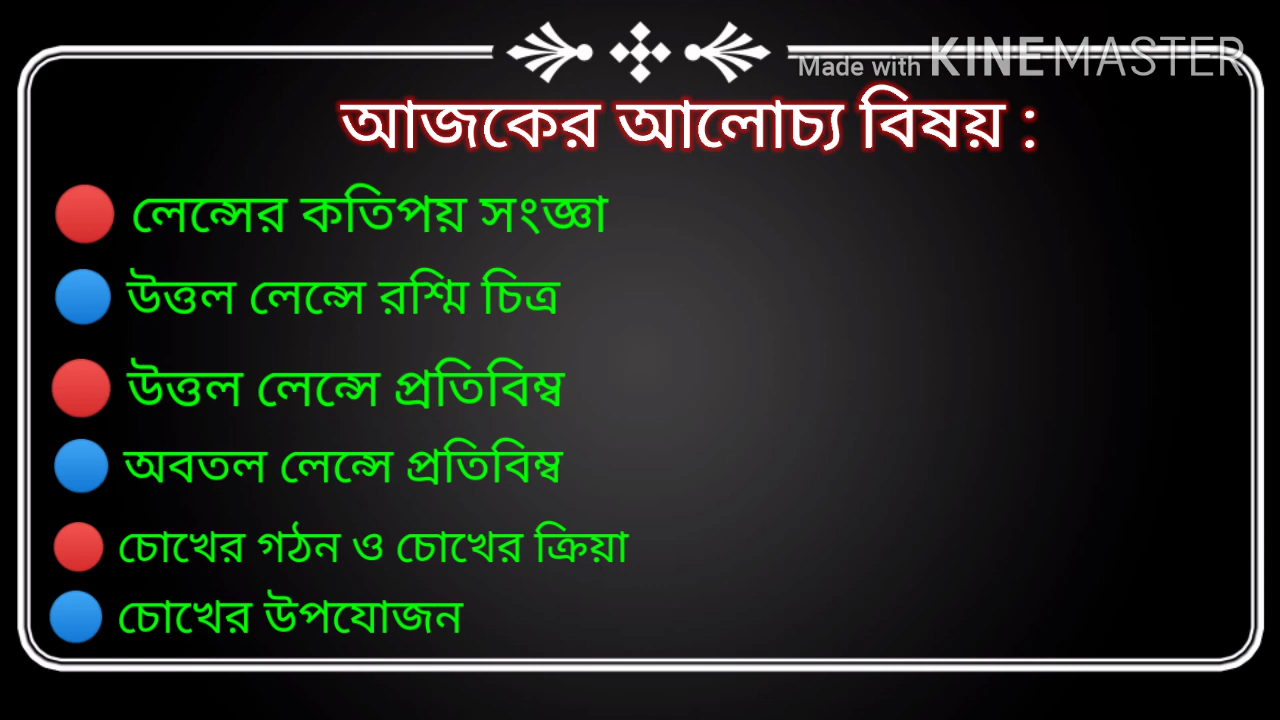 Made with KINEMASTER
আজকের আলোচ্য বিষয় :
লেন্সের কতিপয় সংজ্ঞা
উত্তল লেন্সে রশ্মি চিত্র
উত্তল লেন্সে প্রতিবিম্ব
অবতল লেন্সে প্রতিবিম্ব
চোখের গঠন ও চোখের ক্রিয়া
চোখের উপযোজন